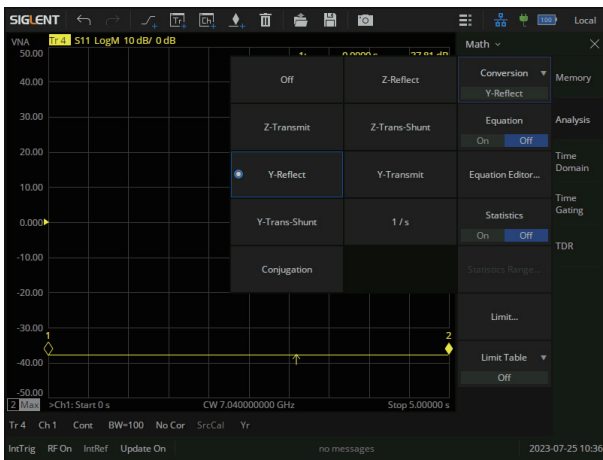 SIGLENT Tr Ch 100 Local
VNA Tr 4 S11 LogM 10 dB/ 0 dB
Math
50.00
1: 0.0000 s -37.81 dB
40.00
30.00
20.00
10.00
0.000
-10.00
-20.00
-30.00
-40.00
-50.00
1
2
Off
Z-Reflect
Z-Transmit
Z-Trans-Shunt
Y-Reflect
Y-Transmit
Y-Trans-Shunt
1 / s
Conjugation
Conversion
Y-Reflect
Equation
On Off
Equation Editor...
Statistics
On Off
Statistics Range...
Limit...
Limit Table
Off
Memory
Analysis
Time
Domain
Time
Gating
TDR
2 Max >Ch1: Start 0 s CW 7.040000000 GHz Stop 5.00000 s
Tr 4 Ch 1 Cont BW=100 No Cor SrcCal Yr
IntTrig RF On IntRef Update On no messages 2023-07-25 10:36